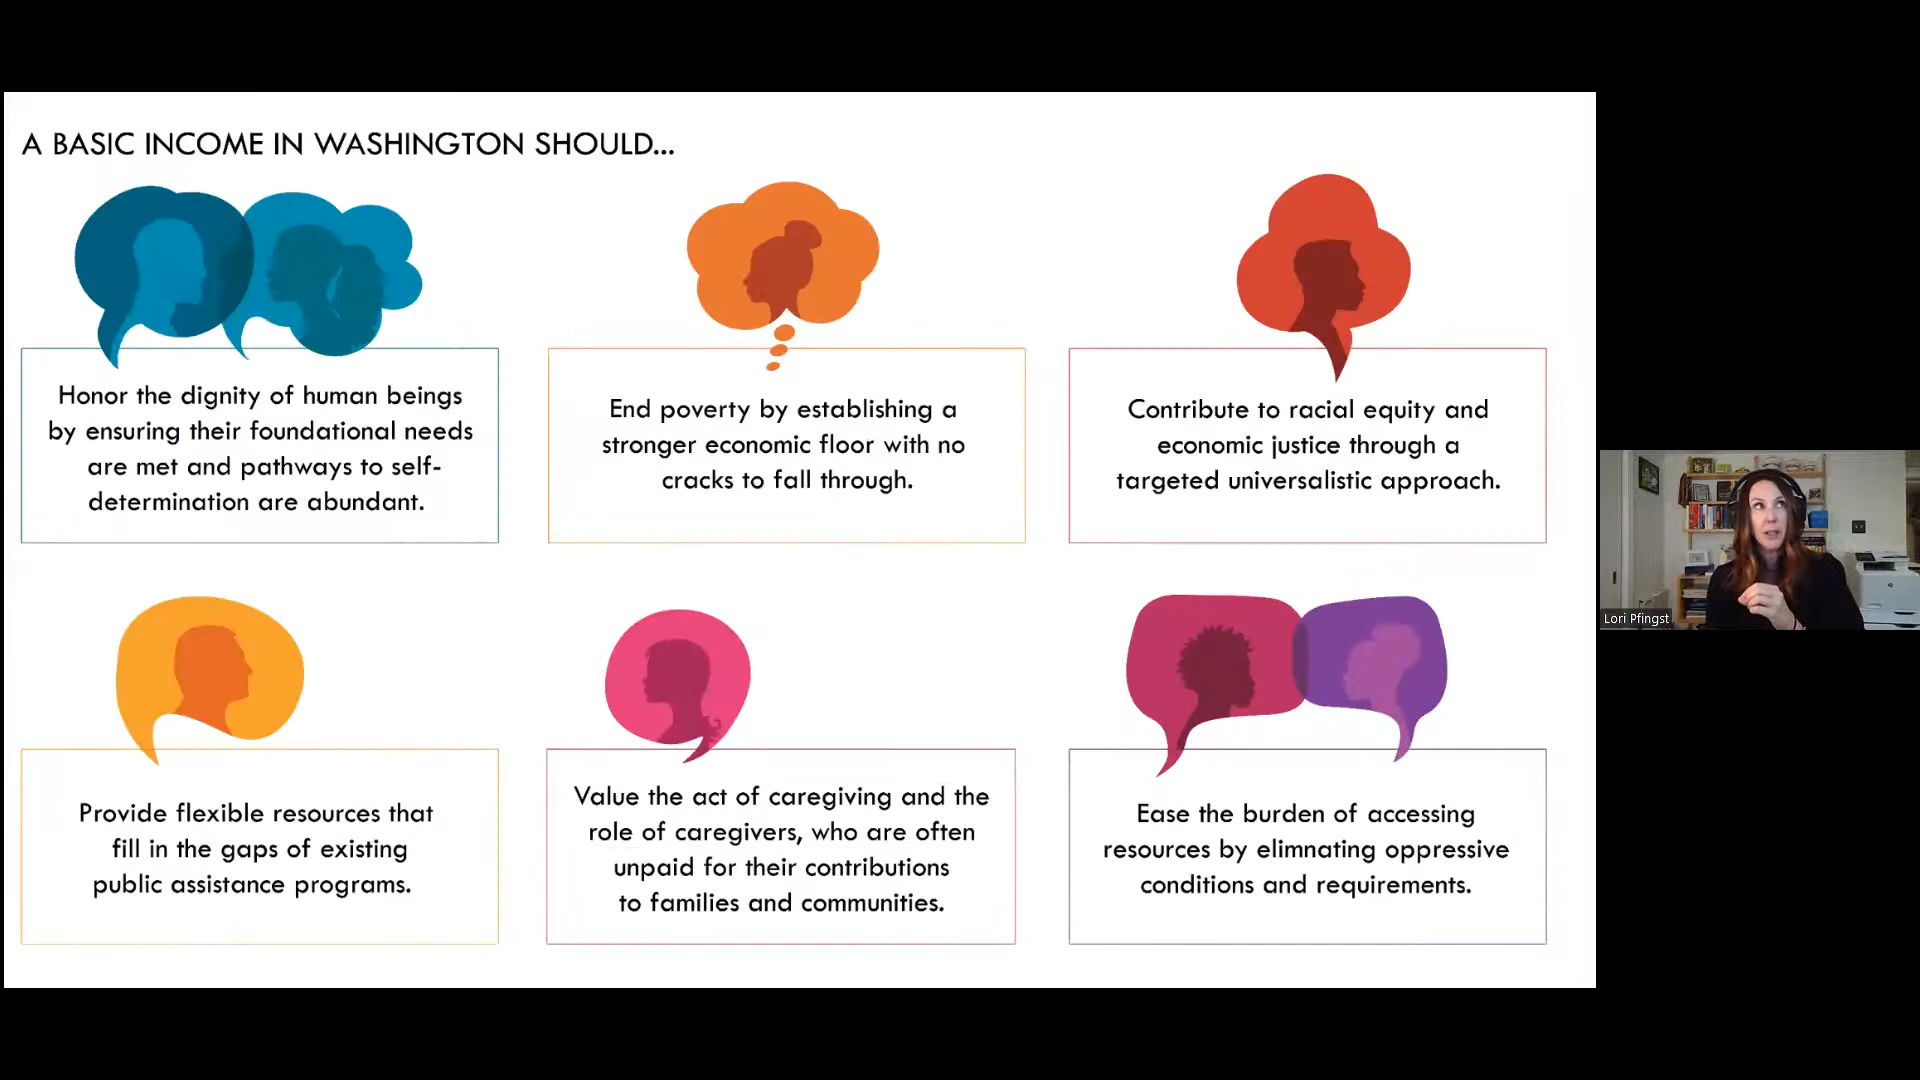 A BASIC INCOME IN WASHINGTON SHOULD...
Honor the dignity of human beings
by ensuring their foundational needs
are met and pathways to self-
determination are abundant.
End poverty by establishing a
stronger economic floor with no
cracks to fall through.
Contribute to racial equity and
economic justice through a
targeted universalistic approach.
Provide flexible resources that
fill in the gaps of existing
public assistance programs.
Value the act of caregiving and the
role of caregivers, who are often
unpaid for their contributions
to families and communities.
Ease the burden of accessing
resources by elimnating oppressive
conditions and requirements.
Lori Pfingst